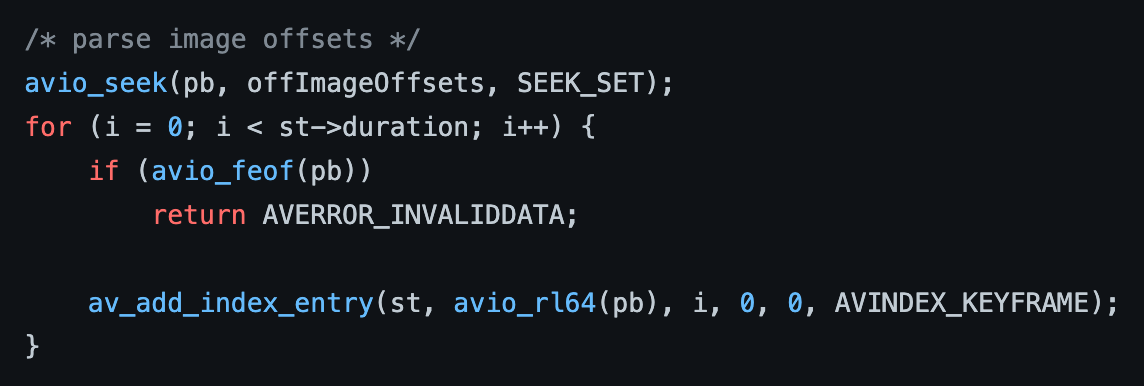 /* parse image offsets */
avio_seek(pb, offImageOffsets, SEEK_SET);
for (i = 0; i < st->duration; i++) {
    if (avio_feof(pb))
        return AVERROR_INVALIDDATA;

    av_add_index_entry(st, avio_rl64(pb), i, 0, 0, AVINDEX_KEYFRAME);
}